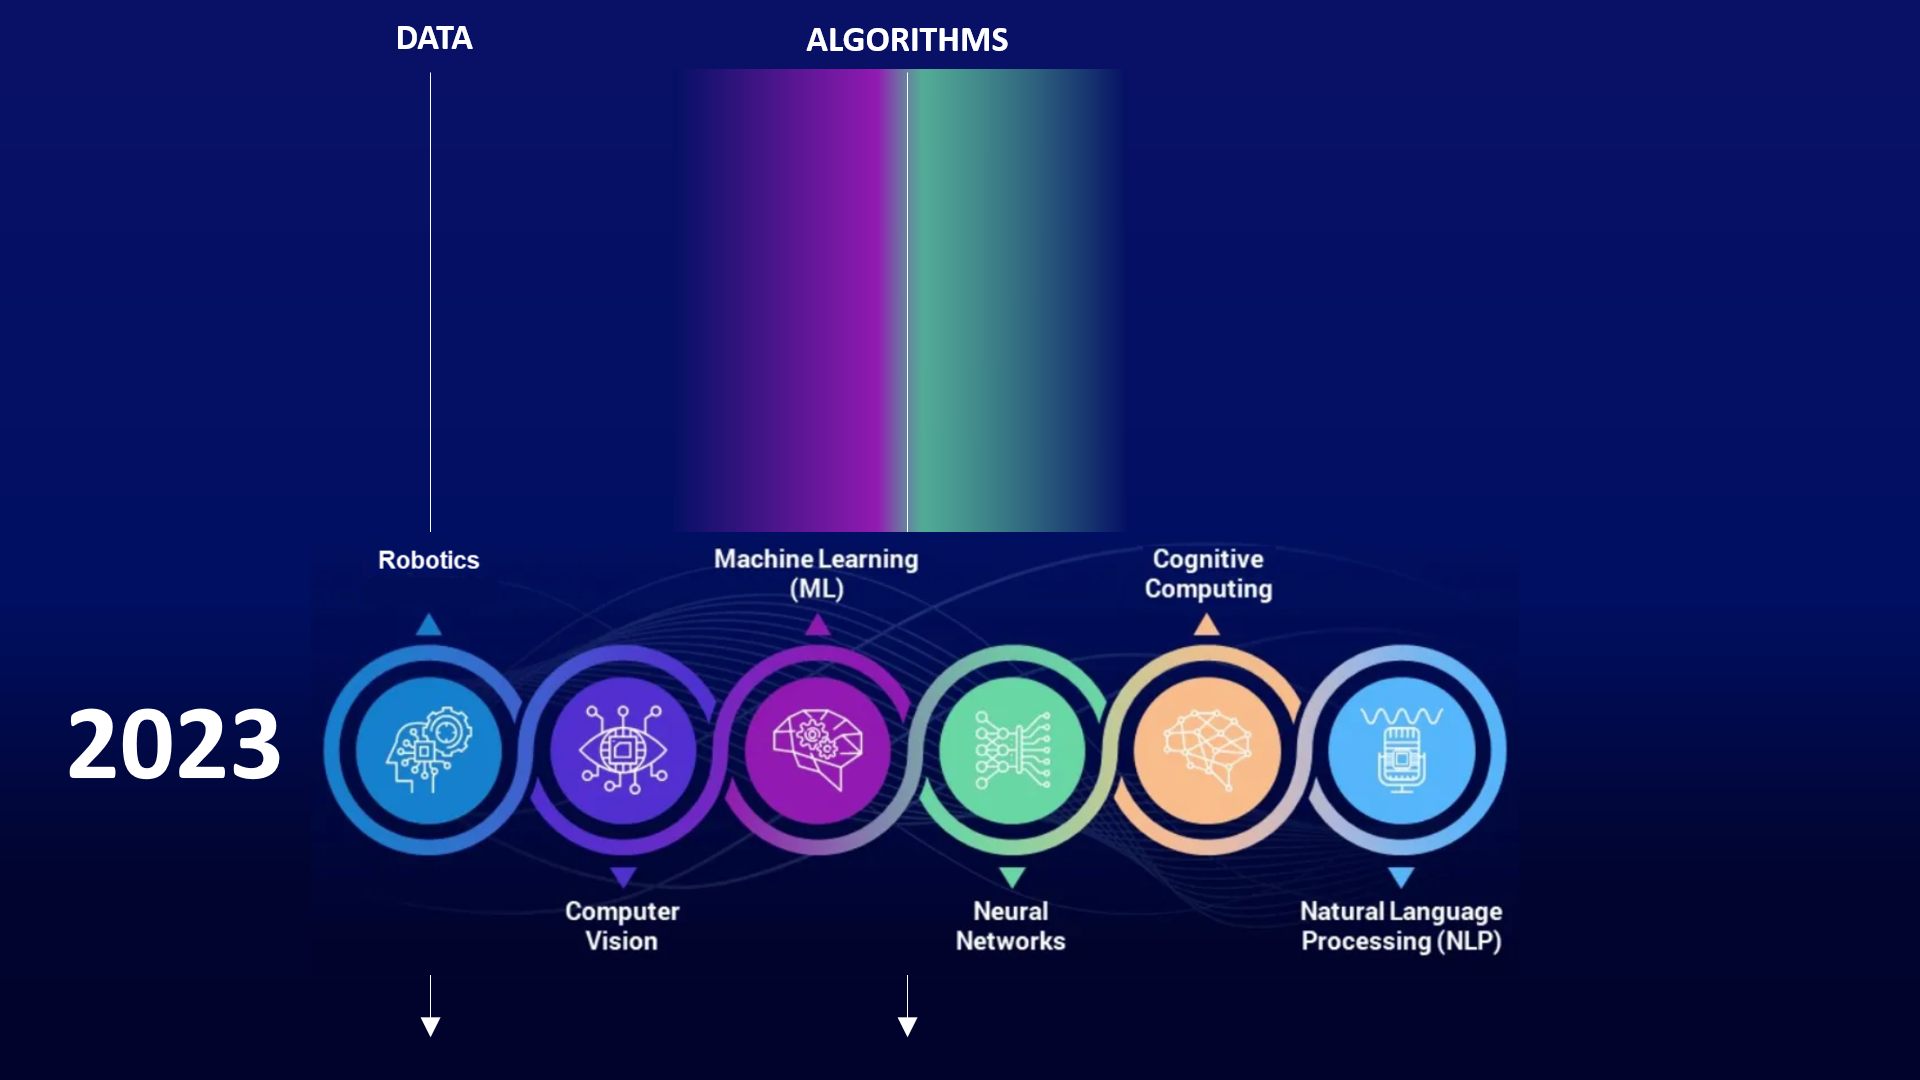 DATA
ALGORITHMS
Robotics
Machine Learning
(ML)
Cognitive
Computing
2023
Computer
Vision
Neural
Networks
Natural Language
Processing (NLP)